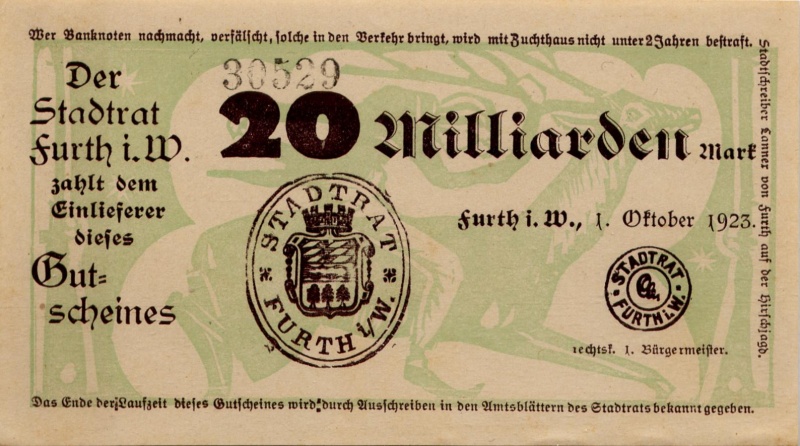 Wer Banknoten nachmacht, verfälscht, solche in den Verkehr bringt, wird mit Zuchthaus nicht unter 2 Jahren bestraft.
30529
Der
Stadtrat
Furth i. W.
zahlt dem
Einlieferer
dieses
Gut=
scheines
20 Milliarden Mark
Furth i. W., 1. Oktober 1923.
STADTRAT
FURTH i/W.
STADTRAT
FURTH i.W.
rechtsk. 1. Bürgermeister.
Stadtschreiber Tanner von Furth auf der Hirschjagd.
Das Ende der Laufzeit dieses Gutscheines wird durch Ausschreiben in den Amtsblättern des Stadtrats bekannt gegeben.